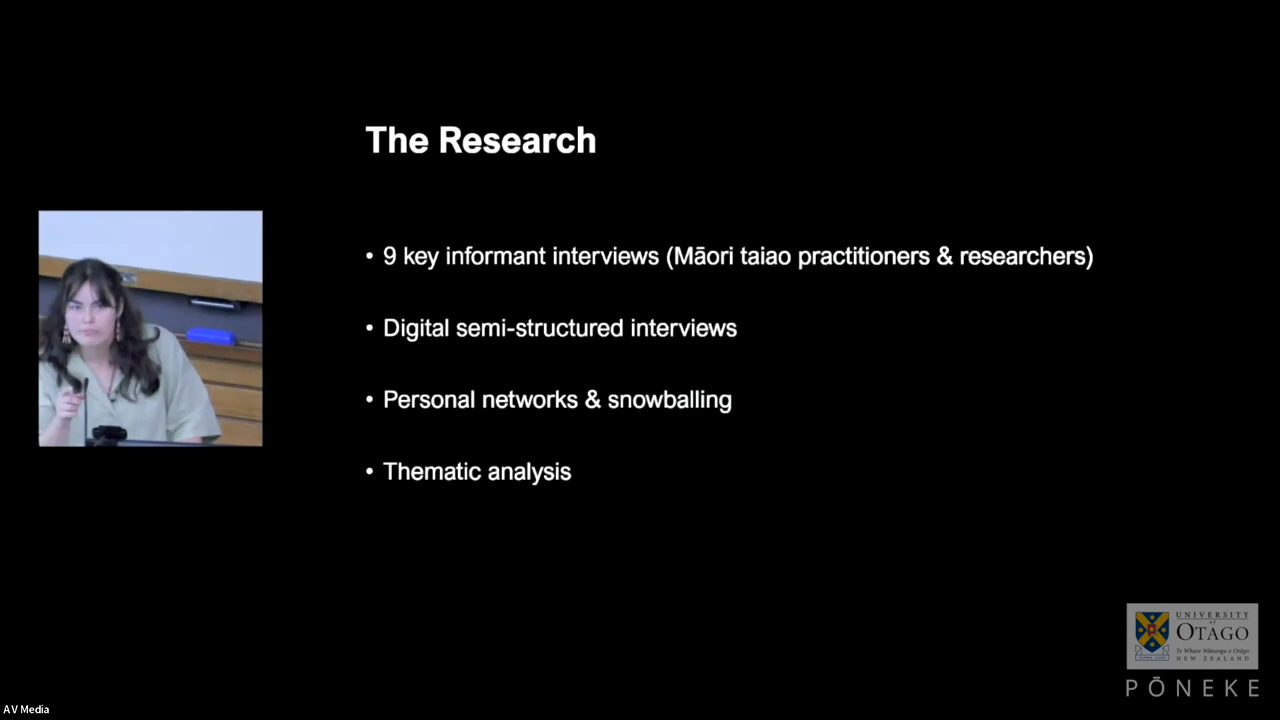 The Research
• 9 key informant interviews (Māori taiao practitioners & researchers)
• Digital semi-structured interviews
• Personal networks & snowballing
• Thematic analysis
UNIVERSITY
of
OTAGO
Te Whare Wānanga o Otāgo
NEW ZEALAND
PŌNEKE
AV Media